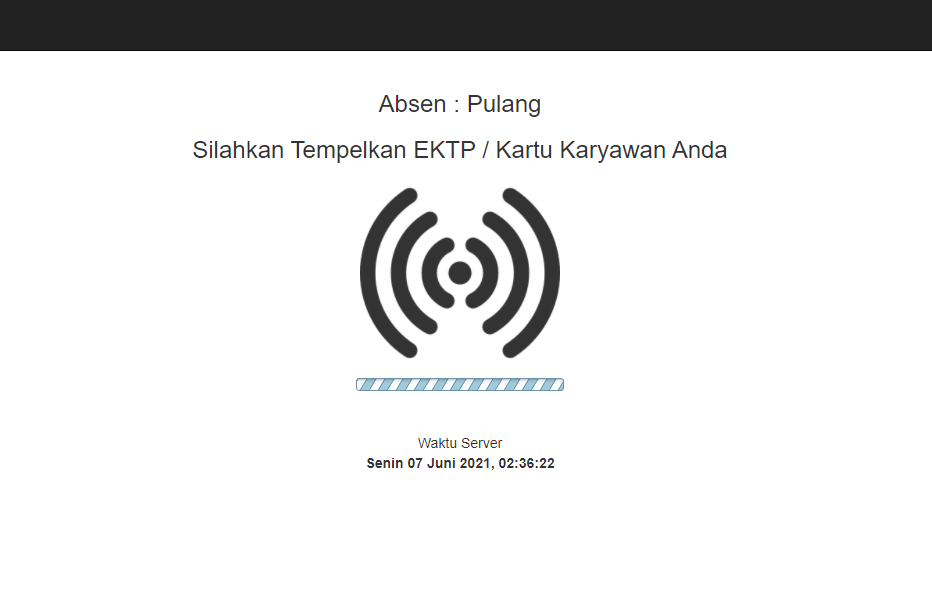 Absen : Pulang
Silahkan Tempelkan EKTP / Kartu Karyawan Anda
Waktu Server
Senin 07 Juni 2021, 02:36:22